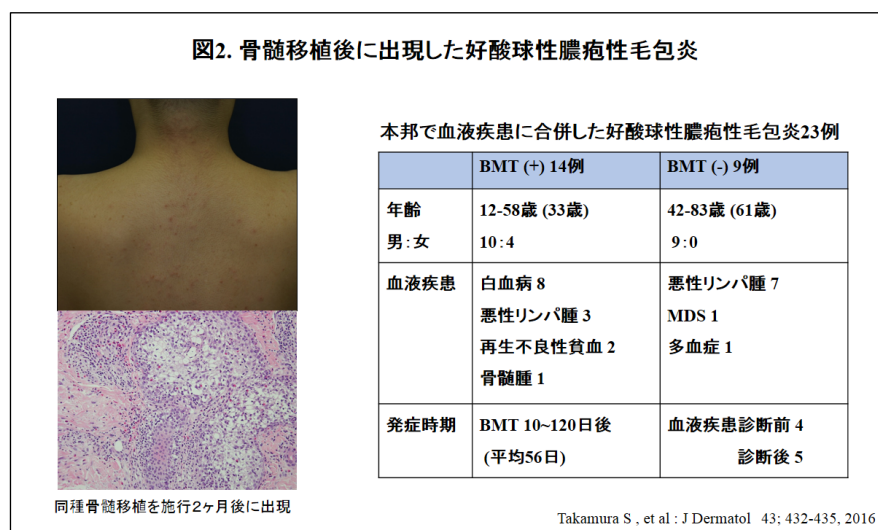 図2. 骨髄移植後に出現した好酸球性膿疱性毛包炎
同種骨髄移植を施行2ヶ月後に出現
本邦で血液疾患に合併した好酸球性膿疱性毛包炎23例
BMT (+) 14例 BMT (-) 9例
年齢 12-58歳 (33歳) 42-83歳 (61歳)
男:女 10:4 9:0
血液疾患 白血病 8 悪性リンパ腫 7
悪性リンパ腫 3 MDS 1
再生不良性貧血 2 多血症 1
骨髄腫 1
発症時期 BMT 10~120日後 血液疾患診断前 4
(平均56日) 診断後 5
Takamura S , et al : J Dermatol 43; 432-435, 2016